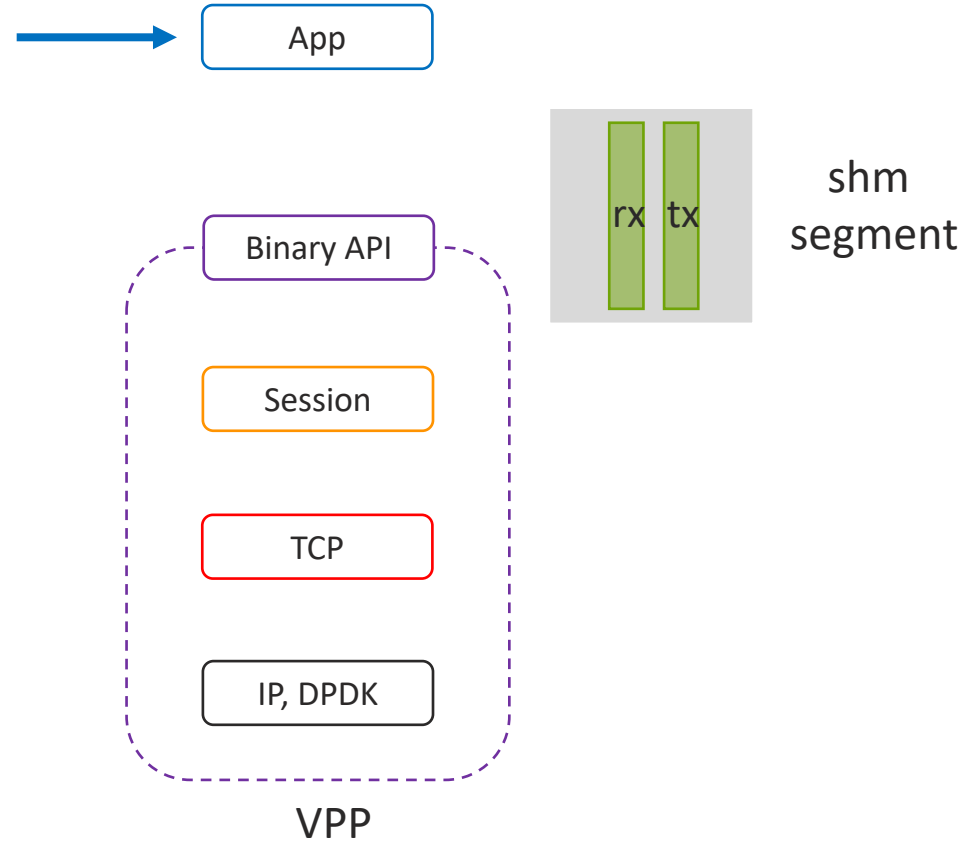 App
rx tx
shm
segment
Binary API
Session
TCP
IP, DPDK
VPP